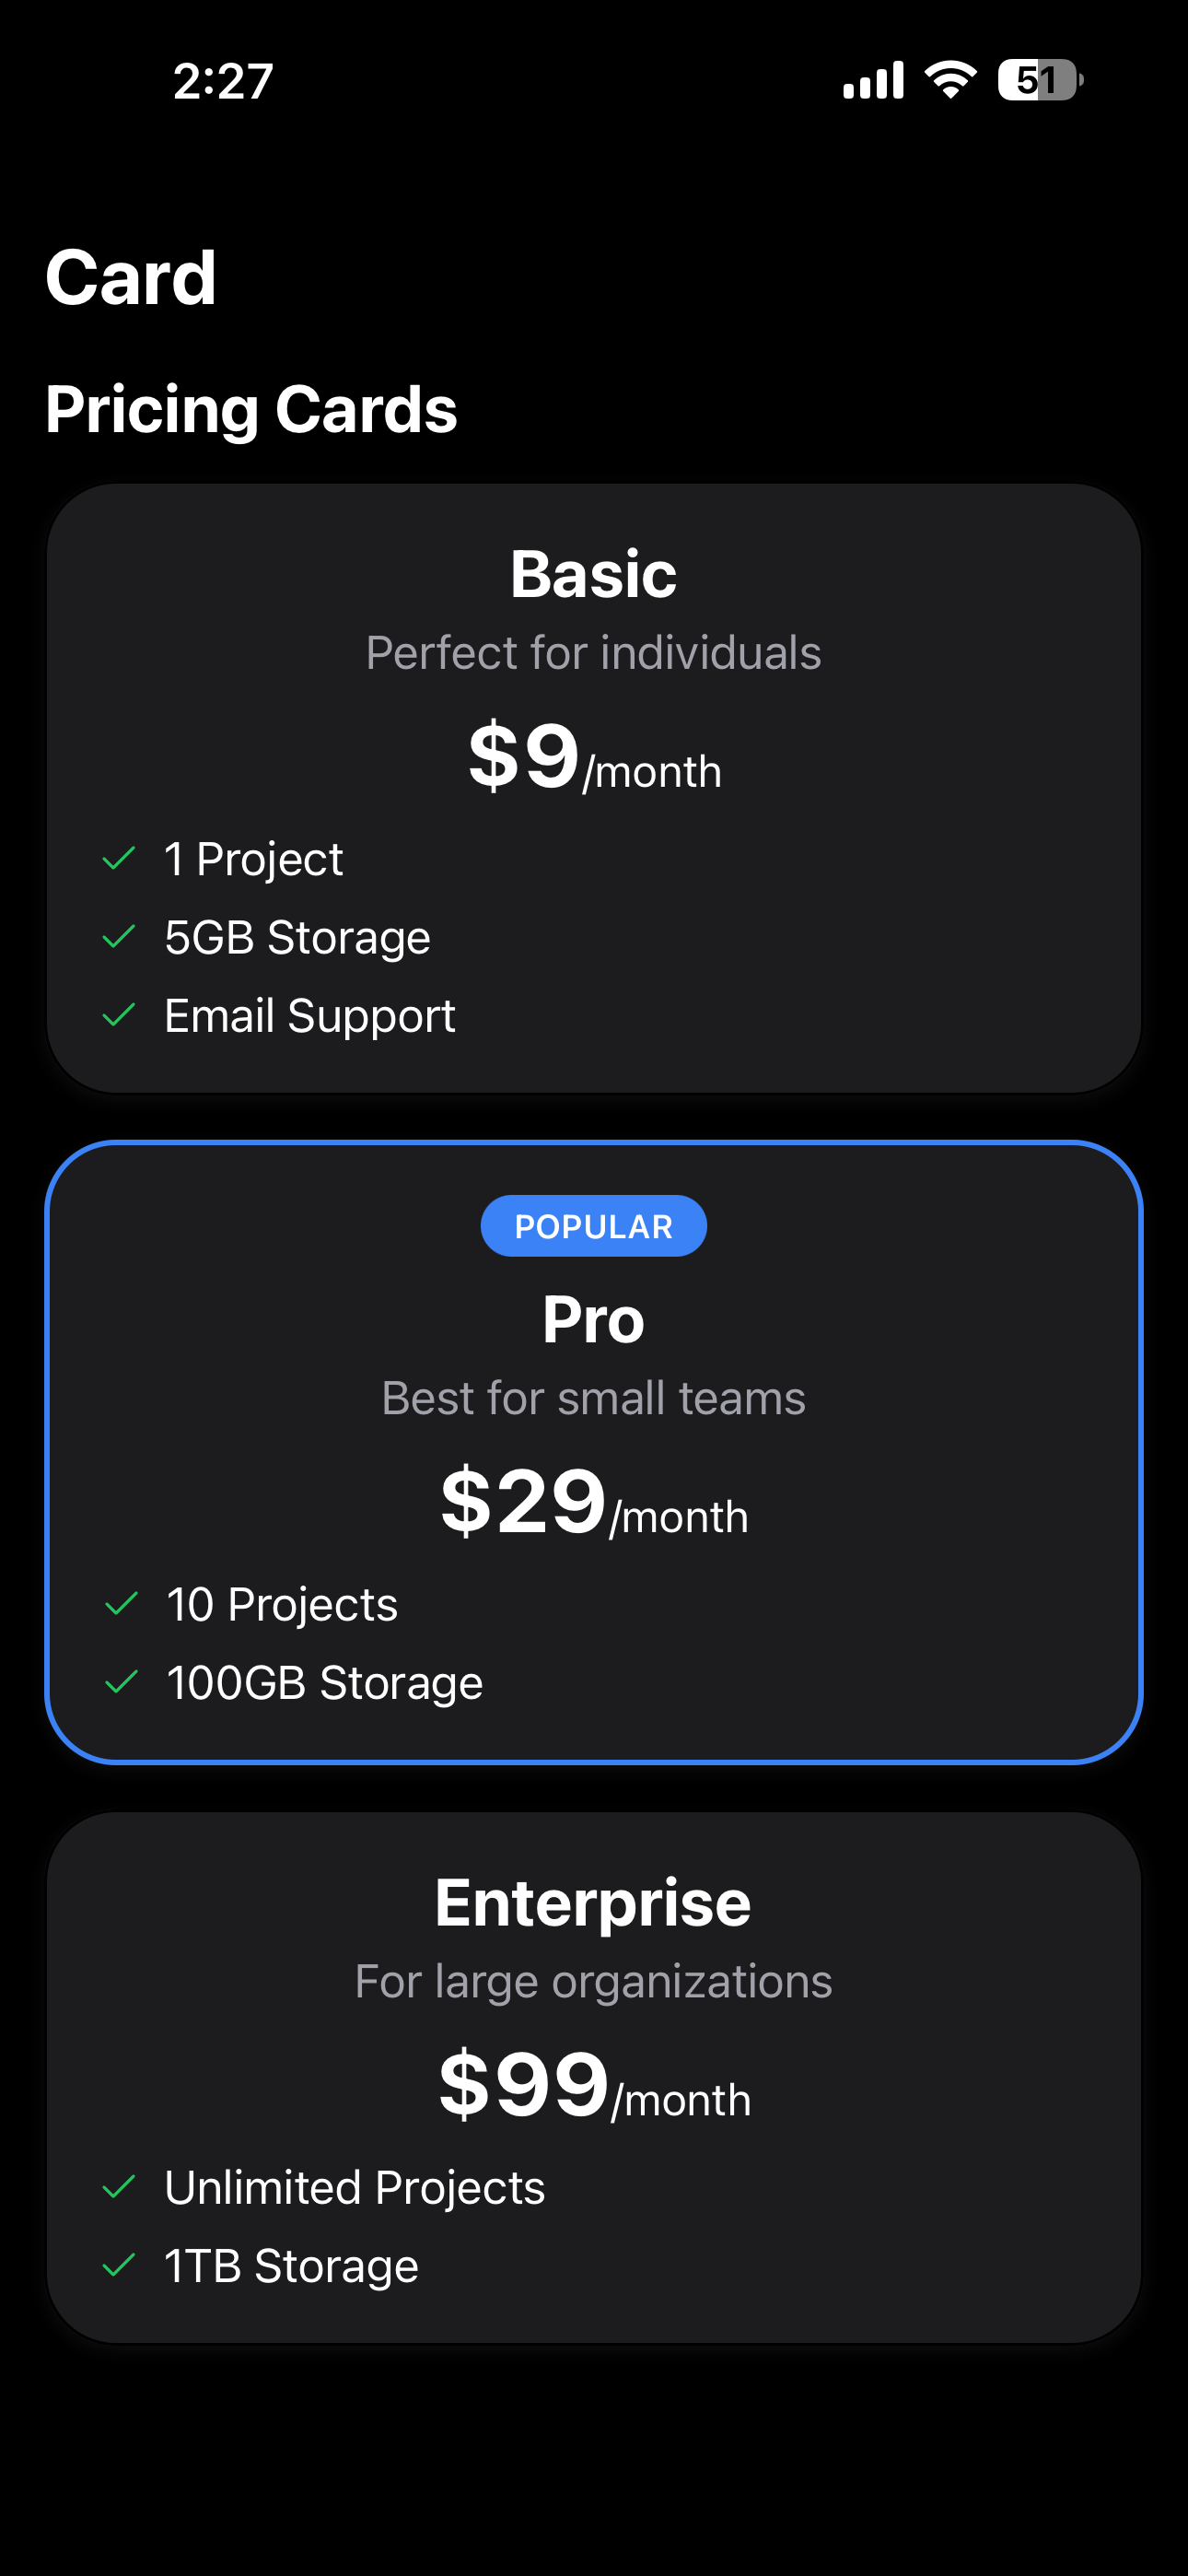 2:27
51
Card
Pricing Cards
Basic
Perfect for individuals
$9/month
1 Project
5GB Storage
Email Support
POPULAR
Pro
Best for small teams
$29/month
10 Projects
100GB Storage
Enterprise
For large organizations
$99/month
Unlimited Projects
1TB Storage